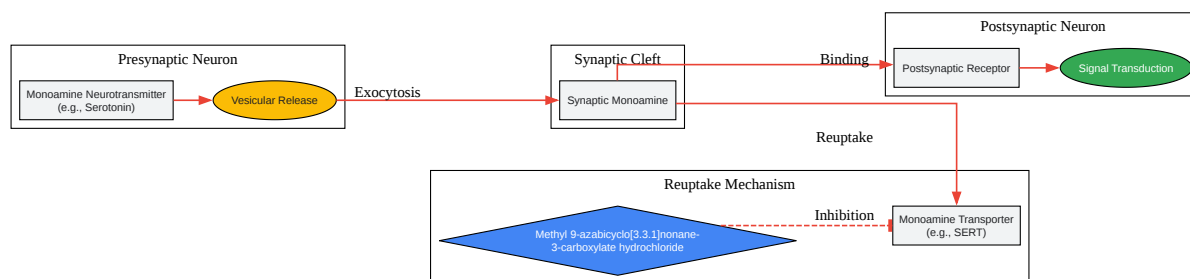 Postsynaptic Neuron
Presynaptic Neuron
Synaptic Cleft
Binding
Postsynaptic Receptor
Signal Transduction
Monoamine Neurotransmitter
(e.g., Serotonin)
Vesicular Release
Exocytosis
Synaptic Monoamine
Reuptake
Reuptake Mechanism
Inhibition
Monoamine Transporter
(e.g., SERT)
Methyl 9-azabicyclo[3.3.1]nonane-
3-carboxylate hydrochloride